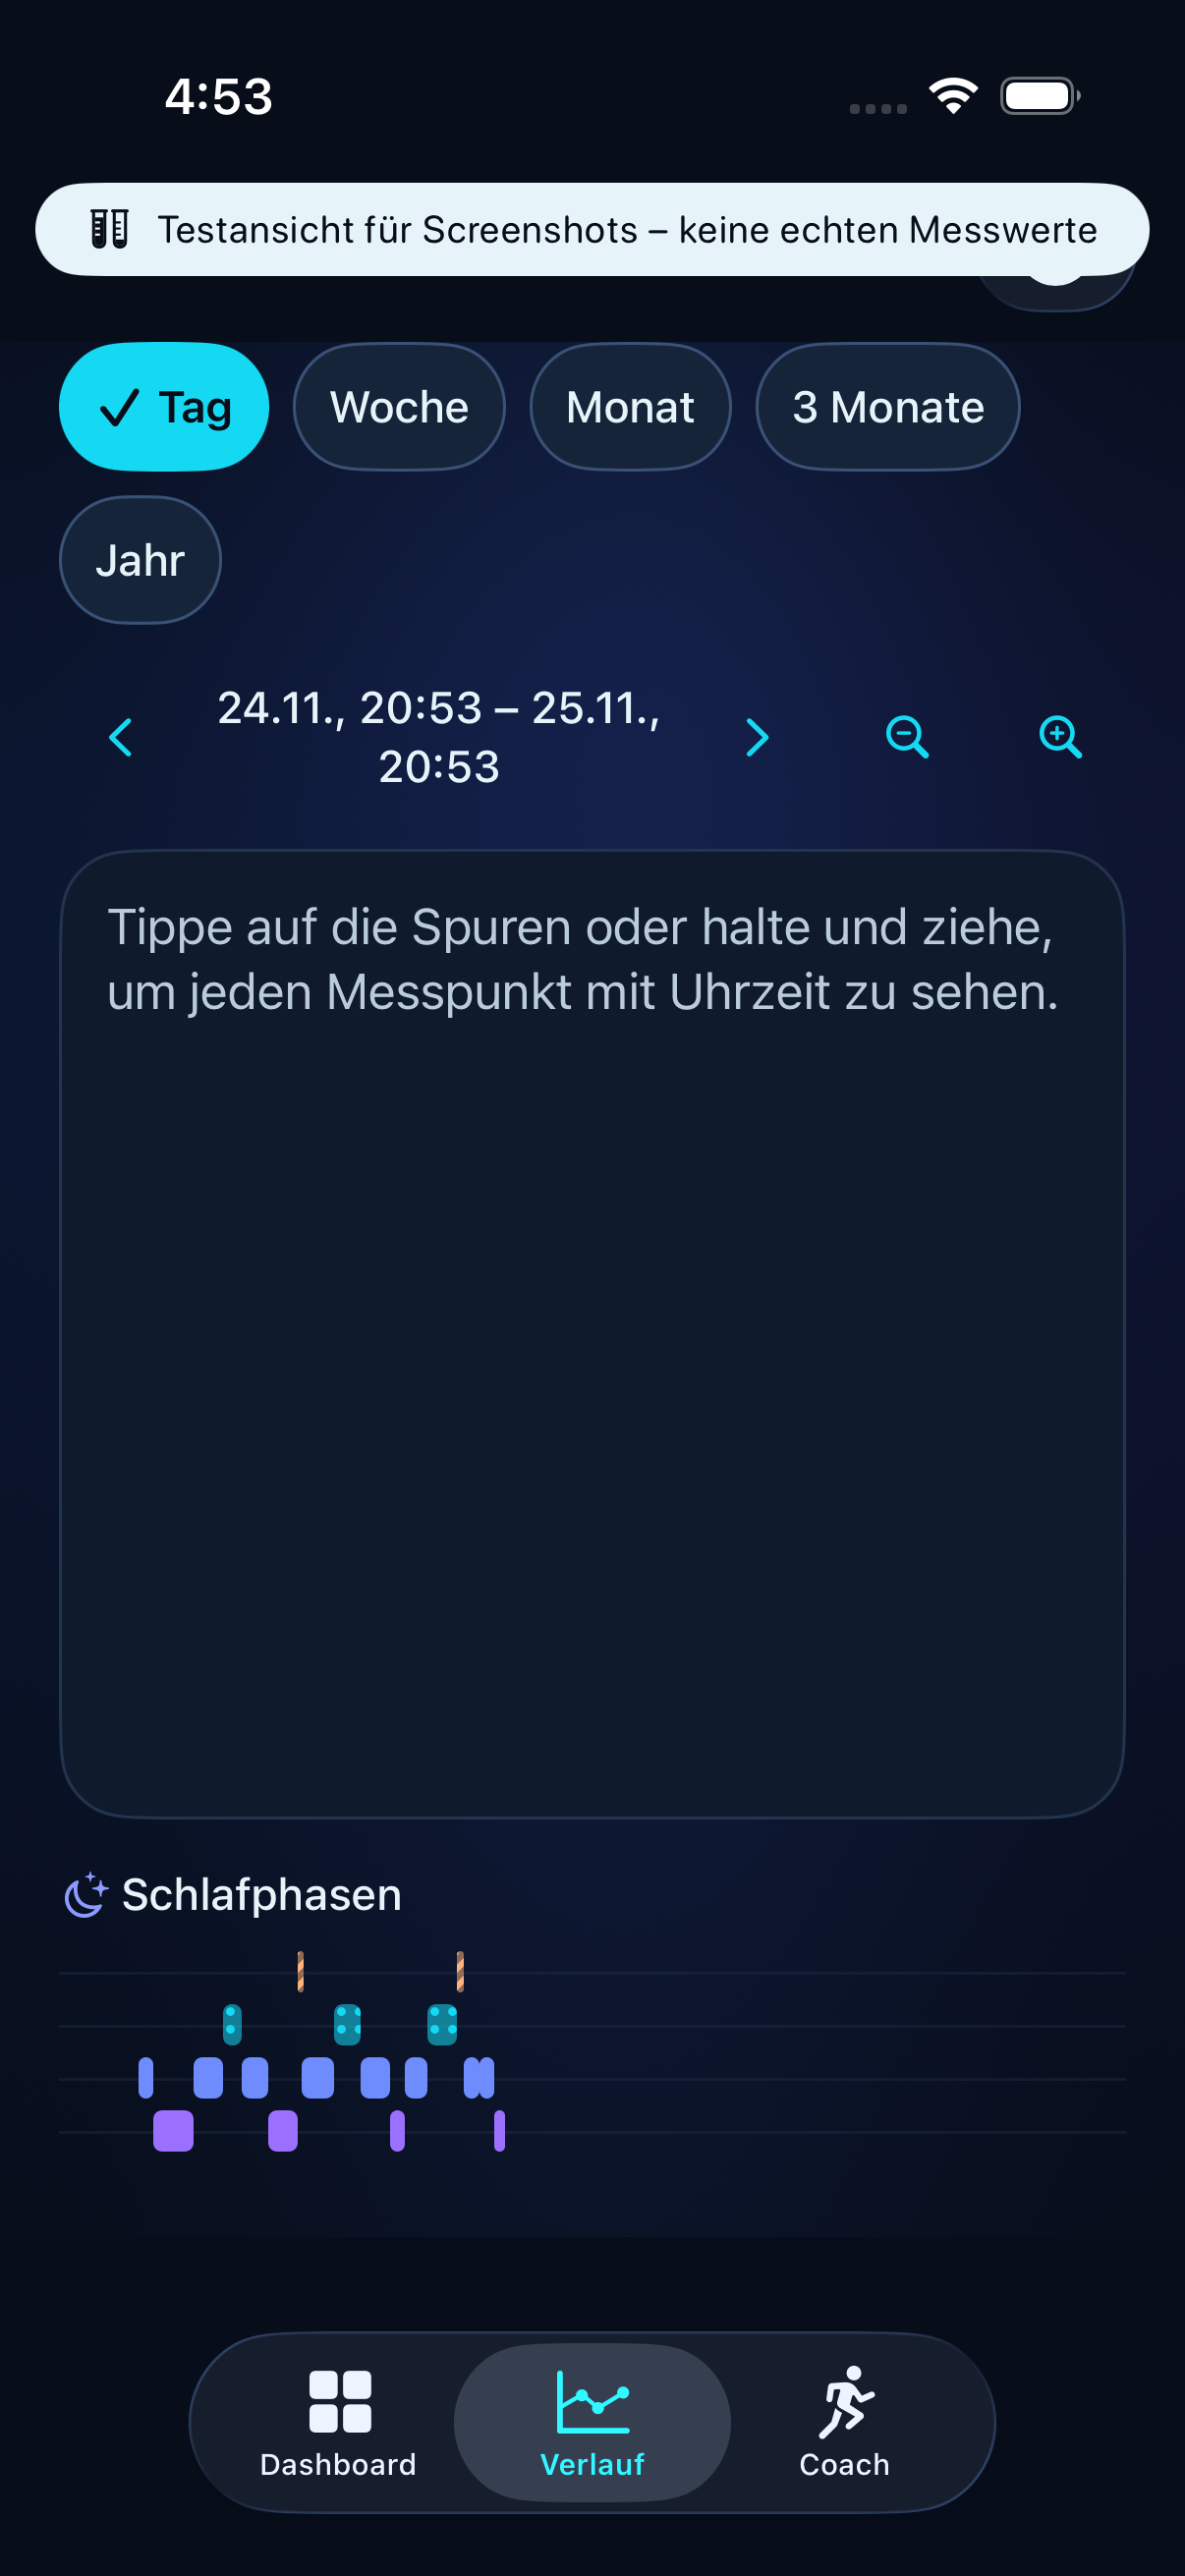 4:53
Testansicht für Screenshots – keine echten Messwerte
Tag
Woche
Monat
3 Monate
Jahr
24.11., 20:53 – 25.11.,
20:53
Tippe auf die Spuren oder halte und ziehe,
um jeden Messpunkt mit Uhrzeit zu sehen.
Schlafphasen
Dashboard
Verlauf
Coach